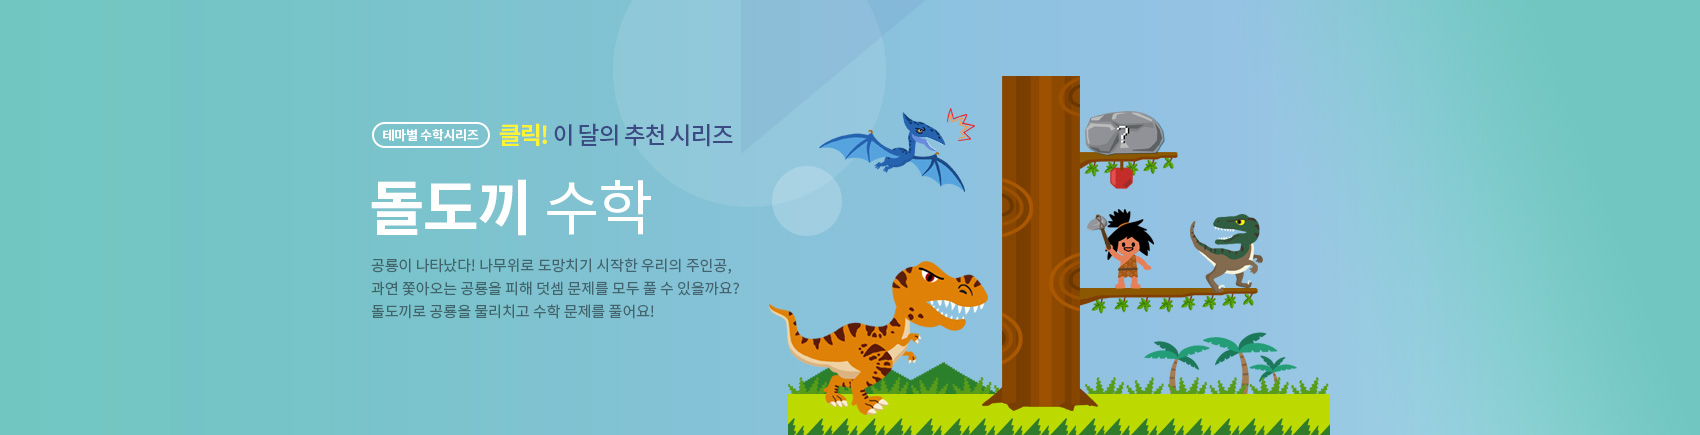 테마별 수학시리즈 클릭! 이 달의 추천 시리즈
돌도끼 수학
공룡이 나타났다! 나무위로 도망치기 시작한 우리의 주인공,
과연 쫓아오는 공룡을 피해 덧셈 문제를 모두 풀 수 있을까요?
돌도끼로 공룡을 물리치고 수학 문제를 풀어요!
?